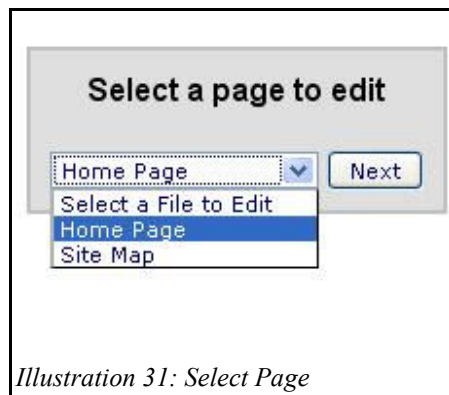 Select a page to edit
Home Page Next
Select a File to Edit
Home Page
Site Map
Illustration 31: Select Page